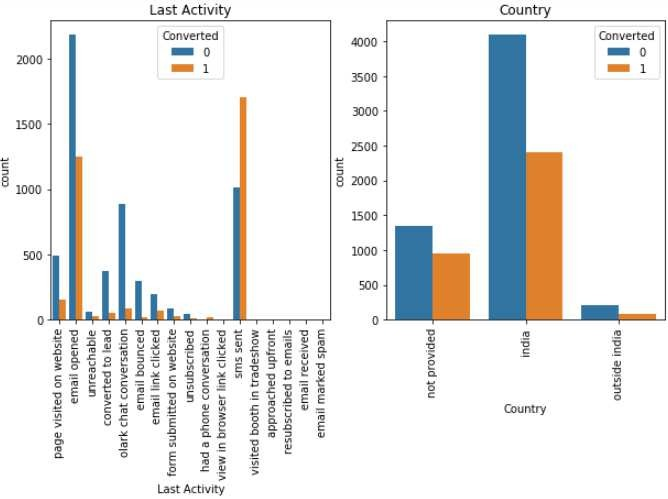 Last Activity
Converted
0
1
2000
1500
1000
500
0
count
page visited on website
email opened
unreachable
converted to lead
olark chat conversation
email bounced
email link clicked
form submitted on website
unsubscribed
had a phone conversation
view in browser link clicked
sms sent
visited booth in tradeshow
approached upfront
resubscribed to emails
email received
email marked spam
Last Activity
Country
Converted
0
1
4000
3500
3000
2500
2000
1500
1000
500
0
count
not provided
india
outside india
Country